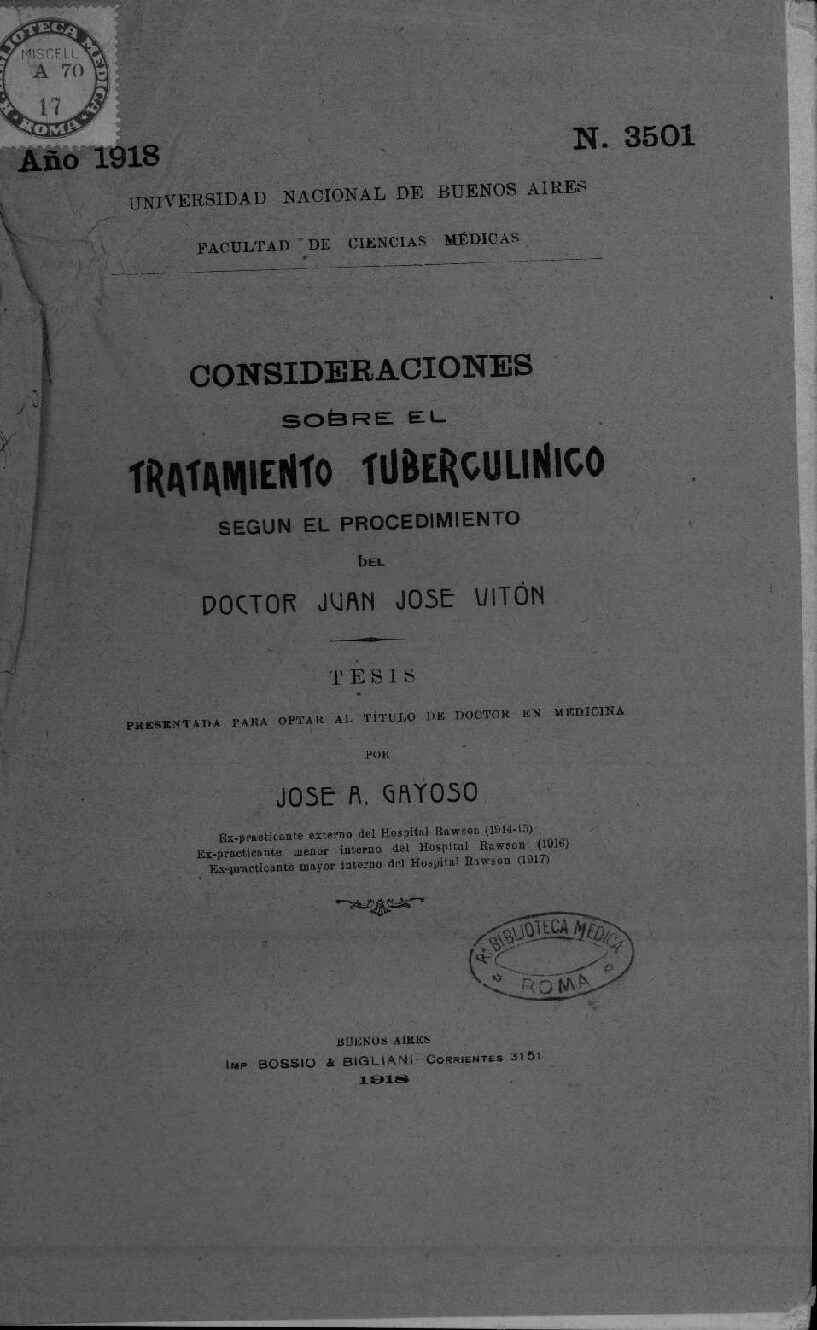 BIBLIOTECA MEDICA
MISCELL
A 70
17
R. ROMA
Año 1918
N. 3501
UNIVERSIDAD NACIONAL DE BUENOS AIRES
FACULTAD DE CIENCIAS MÉDICAS
CONSIDERACIONES
SOBRE EL
TRATAMIENTO TUBERCULINICO
SEGUN EL PROCEDIMIENTO
DEL
DOCTOR JUAN JOSE VITÓN
TESIS
PRESENTADA PARA OPTAR AL TÍTULO DE DOCTOR EN MEDICINA
POR
JOSE A. GAYOSO
Ex-practicante externo del Hospital Rawson (1914-15)
Ex-practicante menor interno del Hospital Rawson (1916)
Ex-practicante mayor interno del Hospital Rawson (1917)
Ra. BIBLIOTECA MEDICA
ROMA
BUENOS AIRES
IMP BOSSIO & BIGLIANI - CORRIENTES 3151
1918